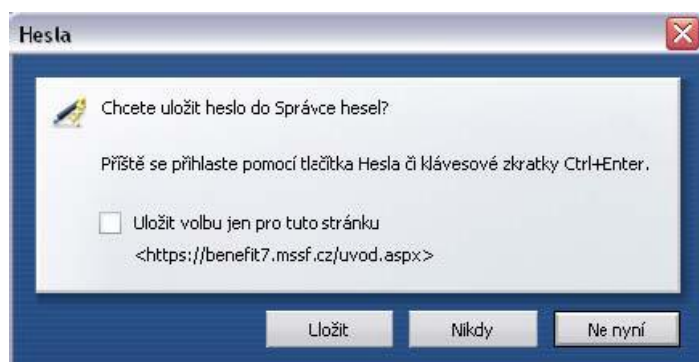 Hesla
Chcete uložit heslo do Správce hesel?
Příště se přihlaste pomocí tlačítka Hesla či klávesové zkratky Ctrl+Enter.
Uložit volbu jen pro tuto stránku
<https://benefit7.mssf.cz/uvod.aspx>
Uložit Nikdy Ne nyní